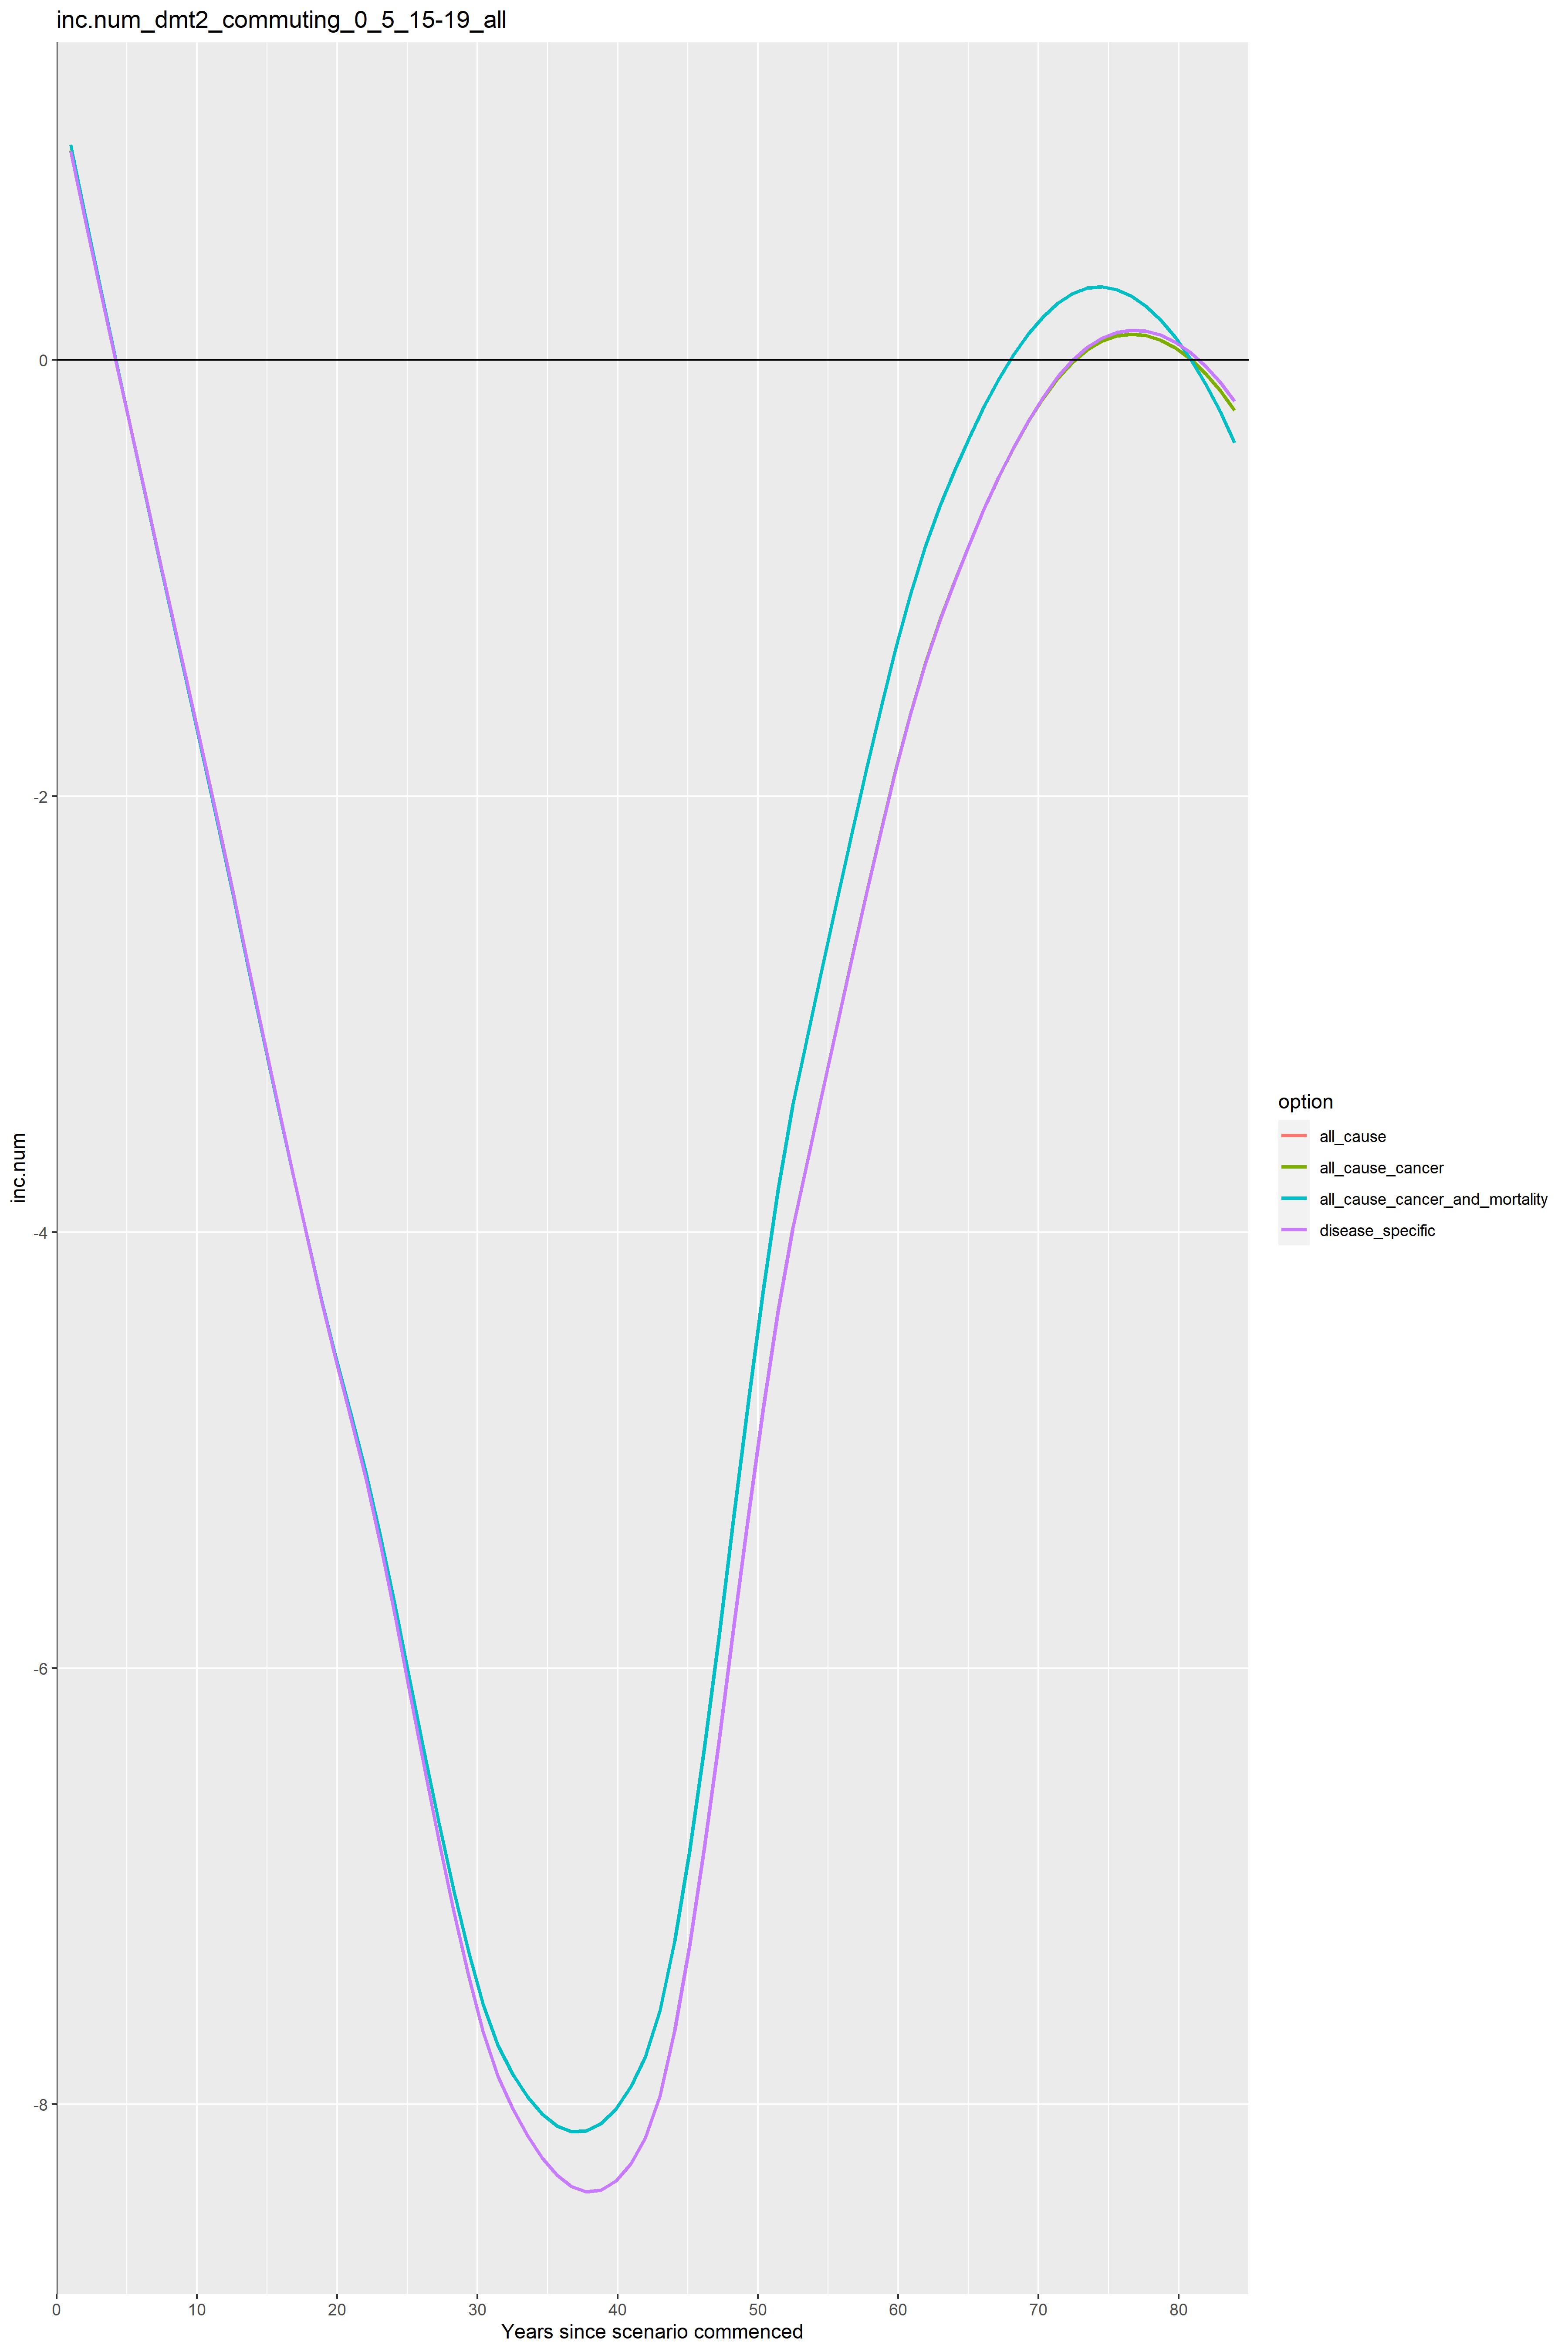 inc.num_dmt2_commuting_0_5_15-19_all
inc.num
0
-2
-4
-6
-8
0 10 20 30 40 50 60 70 80
Years since scenario commenced
option
all_cause
all_cause_cancer
all_cause_cancer_and_mortality
disease_specific